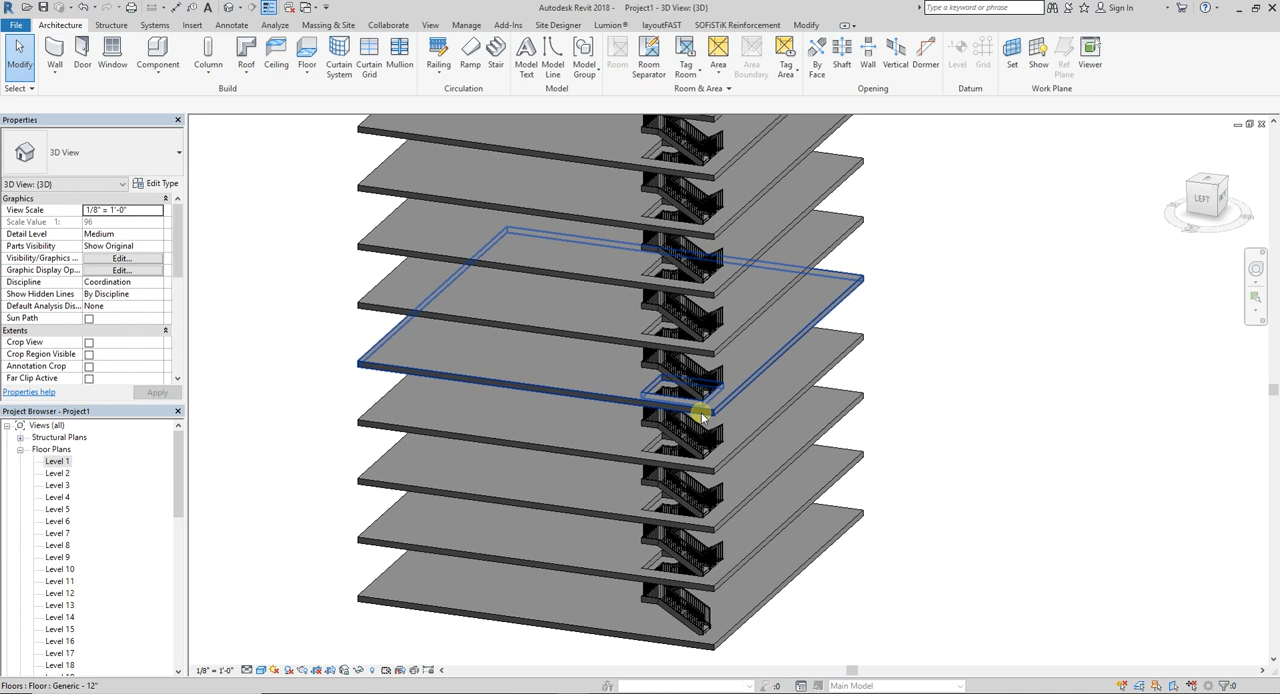 Autodesk Revit 2018 - Project1 - 3D View: {3D}
Type a keyword or phrase
Sign In
File Architecture Structure Systems Insert Annotate Analyze Massing & Site Collaborate View Manage Add-Ins Site Designer Lumion® layoutFAST SOFiSTiK Reinforcement Modify
Modify Wall Door Window Component Column Roof Ceiling Floor Curtain System Curtain Grid Mullion Railing Ramp Stair Model Text Model Line Model Group Room Room Separator Tag Room Area Area Boundary Tag Area By Face Shaft Wall Vertical Dormer Level Grid Set Show Ref Plane Viewer
Select Build Circulation Model Room & Area Opening Datum Work Plane
Properties
3D View
3D View: {3D} Edit Type
Graphics
View Scale 1/8" = 1'-0"
Scale Value 1: 96
Detail Level Medium
Parts Visibility Show Original
Visibility/Graphics ... Edit...
Graphic Display Op... Edit...
Discipline Coordination
Show Hidden Lines By Discipline
Default Analysis Dis... None
Sun Path
Extents
Crop View
Crop Region Visible
Annotation Crop
Far Clip Active
Properties help Apply
Project Browser - Project1
Views (all)
Structural Plans
Floor Plans
Level 1
Level 2
Level 3
Level 4
Level 5
Level 6
Level 7
Level 8
Level 9
Level 10
Level 11
Level 12
Level 13
Level 14
Level 15
Level 16
Level 17
Level 18
LEFT
1/8" = 1'-0"
Floors : Floor : Generic - 12"
:0
Main Model
:0